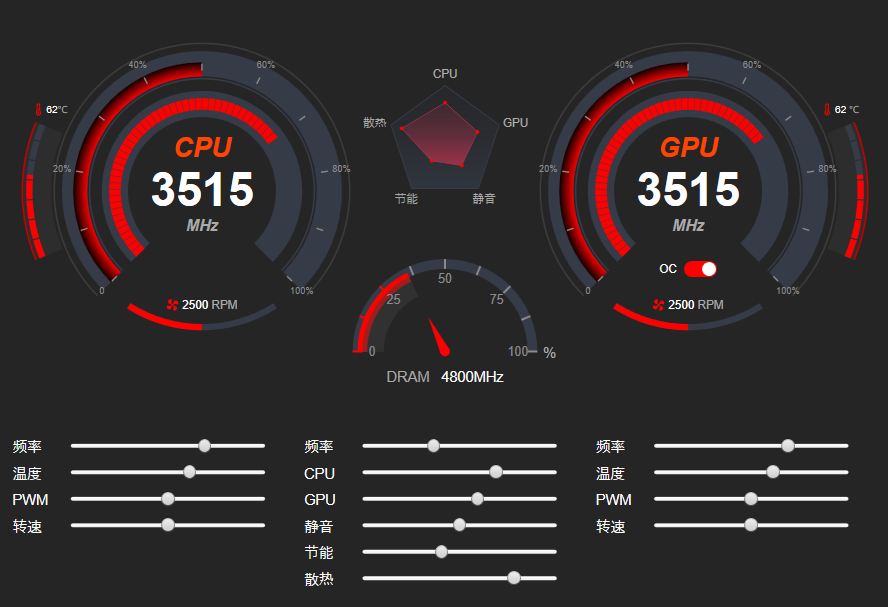 CPU
40%
60%
40%
60%
62℃
散热
GPU
62 ℃
CPU
GPU
20%
80%
20%
80%
3515
3515
节能
静音
MHz
MHz
OC
50
0
100%
0
100%
25
75
2500 RPM
2500 RPM
0
100
%
DRAM 4800MHz
频率
频率
频率
温度
CPU
温度
PWM
GPU
PWM
转速
静音
转速
节能
散热